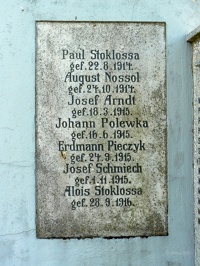 Paul Stoklossa
gef. 22. 8. 1914.
August Nossol
gef. 24. 10. 1914.
Josef Arndt
gef. 18. 3. 1915.
Johann Polewka
gef. 16. 6. 1915.
Erdmann Pieczyk
gef. 24. 9. 1915.
Josef Schmiech
gef. 1. 11. 1915.
Alois Stoklossa
gef. 28. 9. 1916.